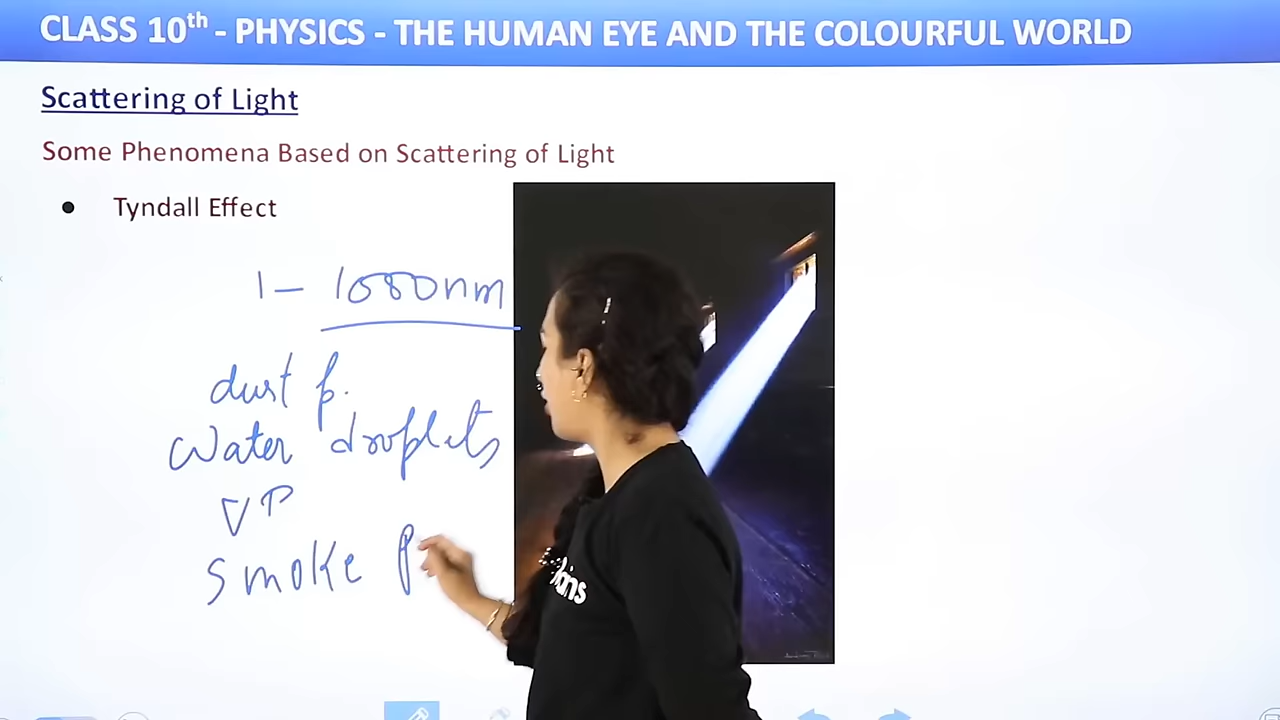 CLASS 10th - PHYSICS - THE HUMAN EYE AND THE COLOURFUL WORLD
Scattering of Light
Some Phenomena Based on Scattering of Light
● Tyndall Effect
1 - 1000nm
dust p.
Water droplets
VP
Smoke P